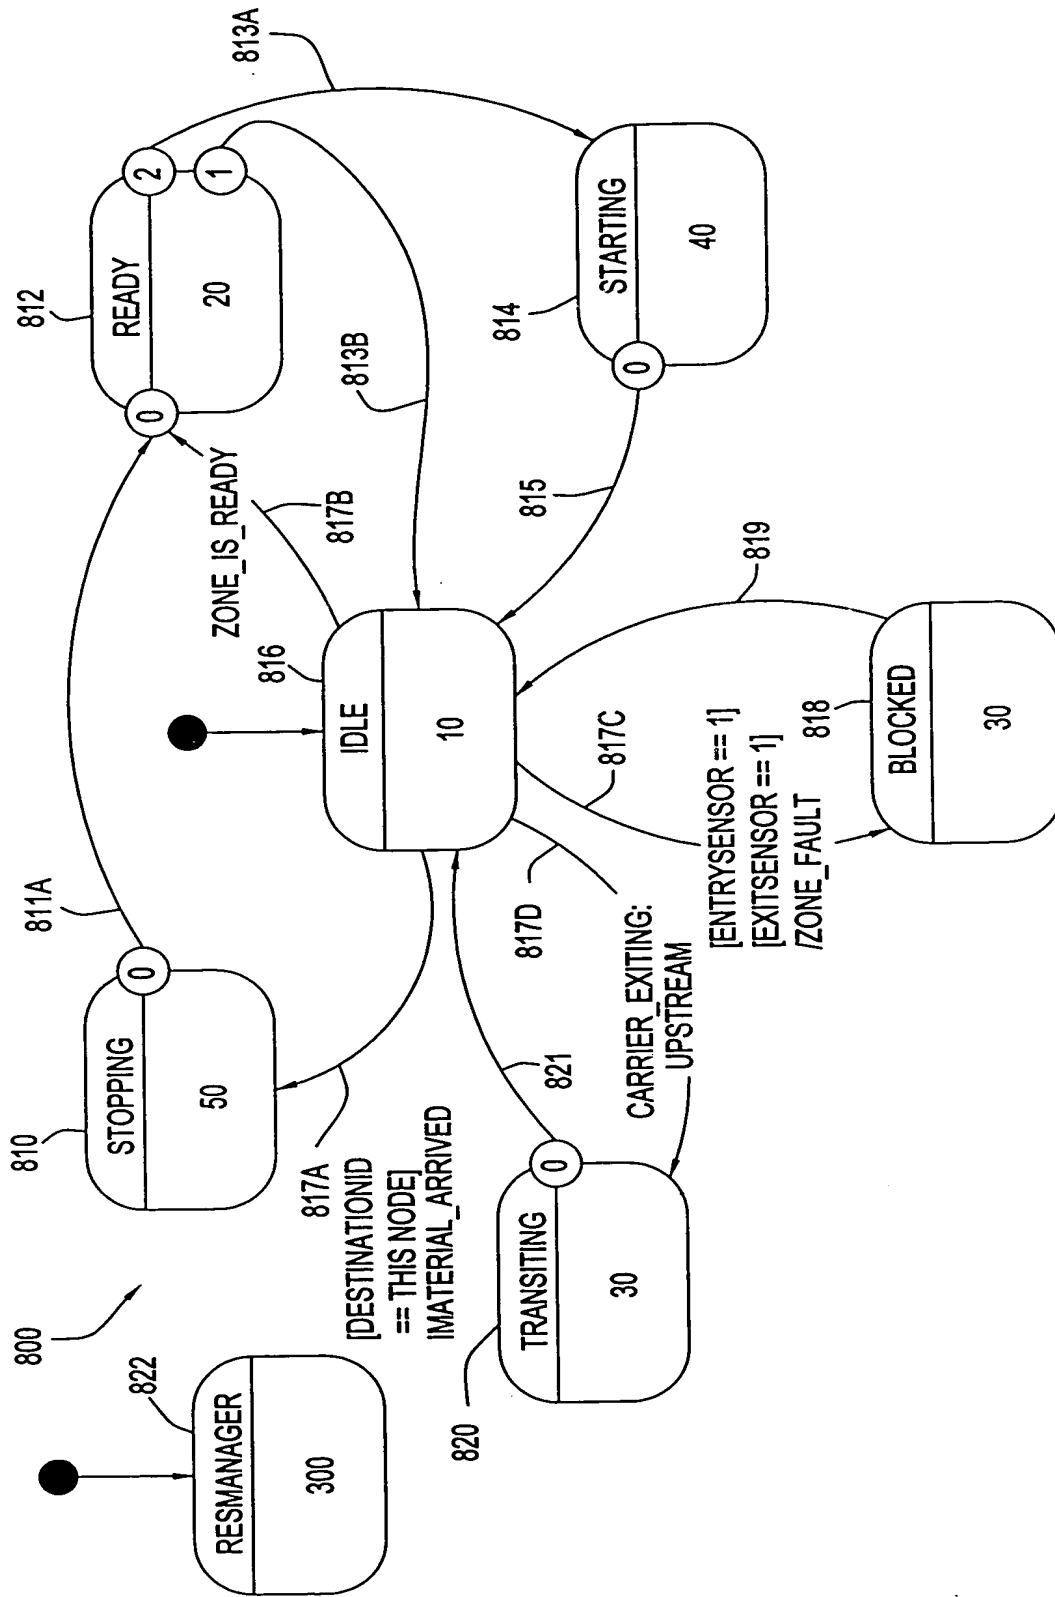 800
822
RESMANAGER
300
810
STOPPING
50
0
811A
812
READY
20
0
2
1
813A
813B
ZONE_IS_READY
817B
816
IDLE
10
817A
[DESTINATIONID
== THIS NODE]
IMATERIAL_ARRIVED
814
STARTING
40
0
815
820
TRANSITING
30
0
821
817D
CARRIER_EXITING:
UPSTREAM
817C
[ENTRYSENSOR == 1]
[EXITSENSOR == 1]
/ZONE_FAULT
818
BLOCKED
30
819